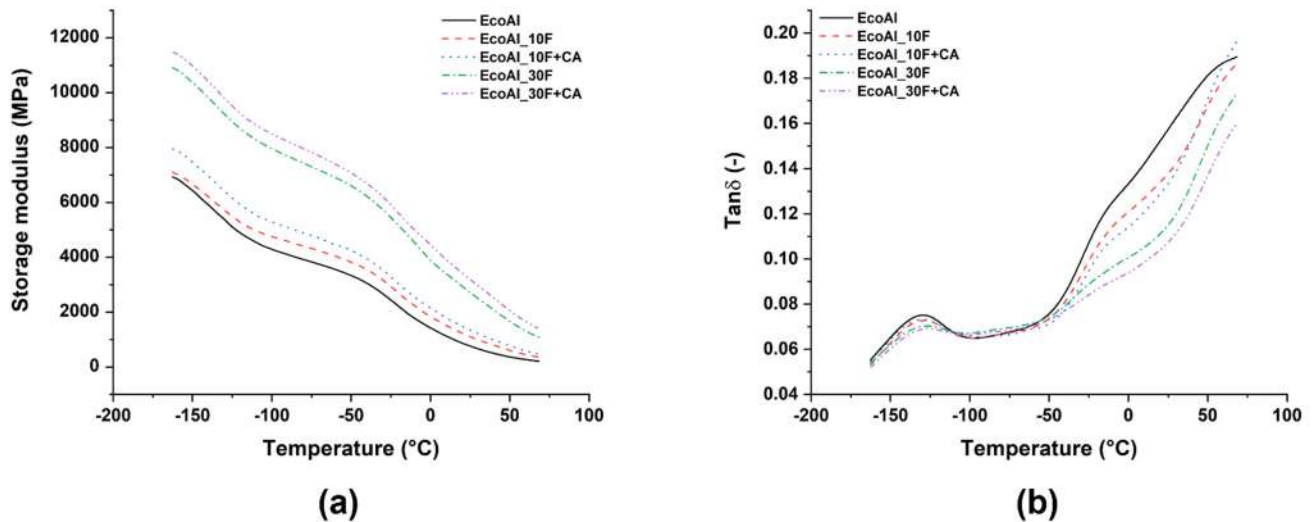 EcoAl
EcoAl_10F
EcoAl_10F+CA
EcoAl_30F
EcoAl_30F+CA
12000
10000
8000
6000
4000
2000
0
Storage modulus (MPa)
-200 -150 -100 -50 0 50 100
Temperature (°C)
(a)
EcoAl
EcoAl_10F
EcoAl_10F+CA
EcoAl_30F
EcoAl_30F+CA
0.20
0.18
0.16
0.14
0.12
0.10
0.08
0.06
0.04
Tanδ (-)
-200 -150 -100 -50 0 50 100
Temperature (°C)
(b)